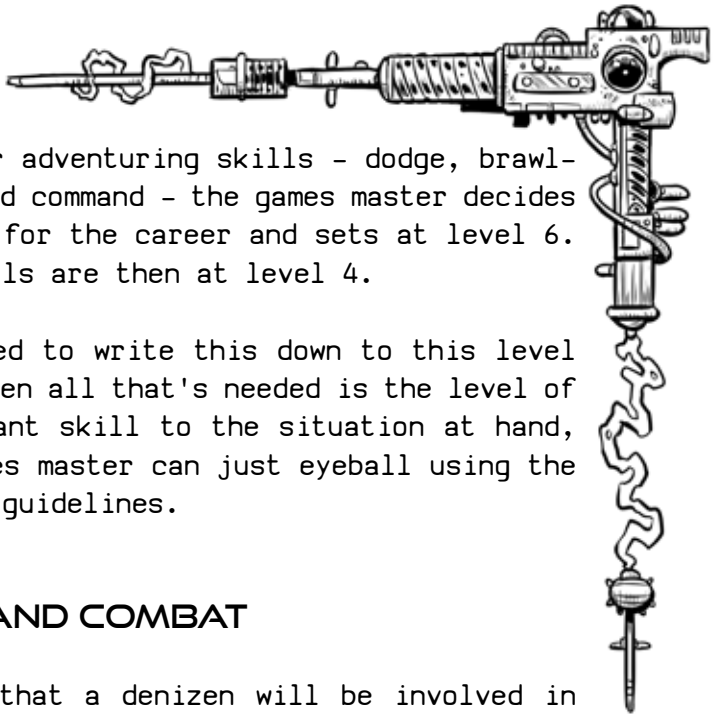 r adventuring skills – dodge, brawl-
d command – the games master decides
for the career and sets at level 6.
ls are then at level 4.
ed to write this down to this level
en all that's needed is the level of
ant skill to the situation at hand,
es master can just eyeball using the
guidelines.
AND COMBAT
that a denizen will be involved in